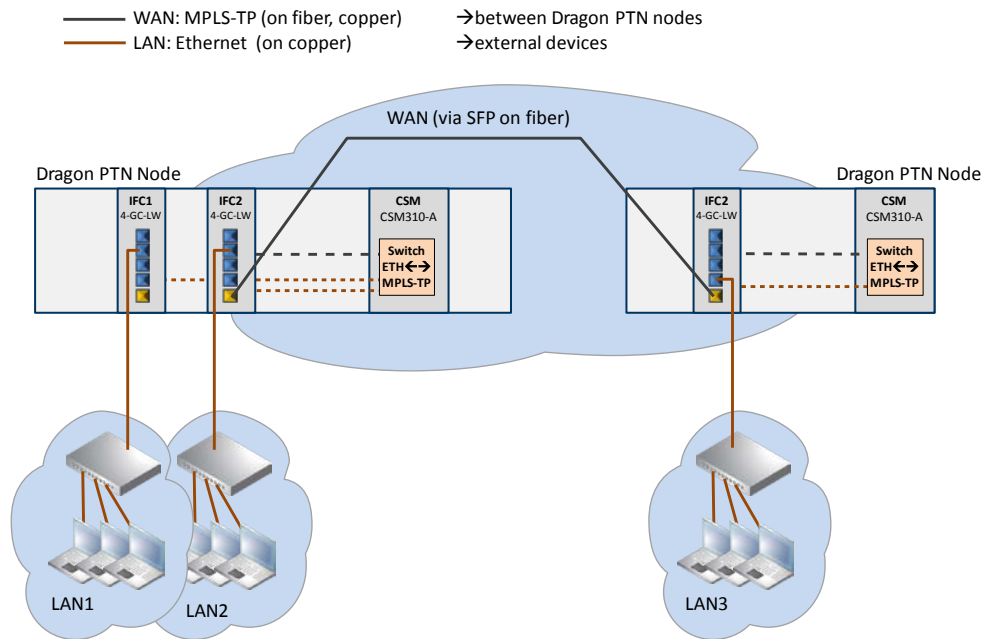 WAN: MPLS-TP (on fiber, copper) →between Dragon PTN nodes
LAN: Ethernet (on copper) →external devices
WAN (via SFP on fiber)
Dragon PTN Node
IFC1
4-GC-LW
IFC2
4-GC-LW
CSM
CSM310-A
Switch
ETH
MPLS-TP
Dragon PTN Node
IFC2
4-GC-LW
CSM
CSM310-A
Switch
ETH
MPLS-TP
LAN1
LAN2
LAN3